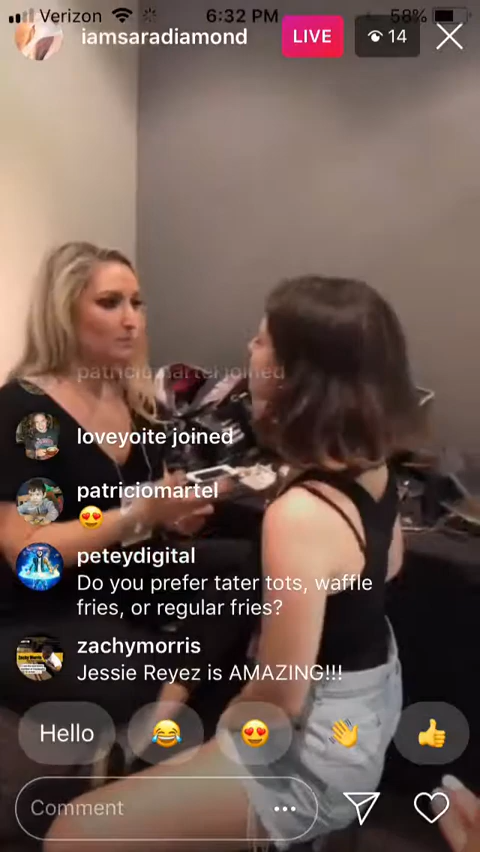 Verizon 6:32 PM 58%
iamsaradiamond LIVE 14
patriciomartel joined
loveyoite joined
patriciomartel
😍
peteydigital
Do you prefer tater tots, waffle
fries, or regular fries?
zachymorris
Jessie Reyez is AMAZING!!!
Hello 😂 😍 👋 👍
Comment